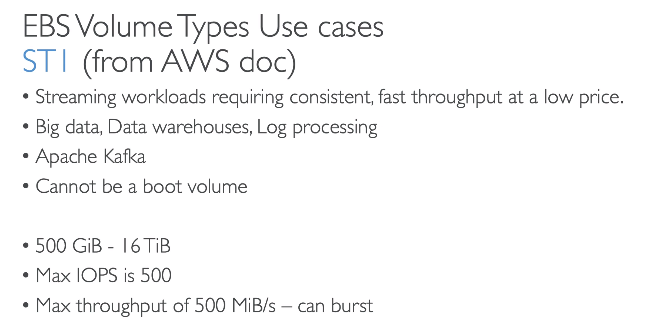 EBS Volume Types Use cases
ST1 (from AWS doc)
• Streaming workloads requiring consistent, fast throughput at a low price.
• Big data, Data warehouses, Log processing
• Apache Kafka
• Cannot be a boot volume
• 500 GiB - 16 TiB
• Max IOPS is 500
• Max throughput of 500 MiB/s – can burst